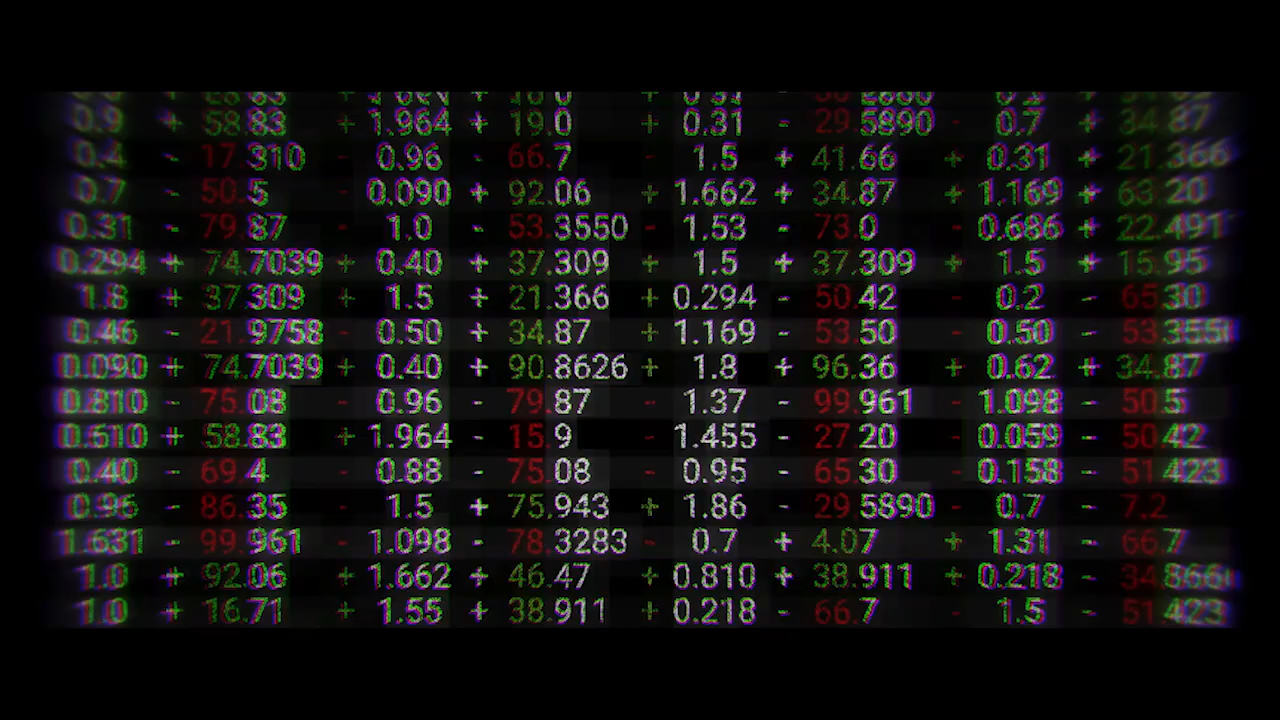 0.9 + 58.83 + 1.964 + 19.0 + 0.31 - 29.5890 - 0.7 + 34.87
0.4 - 17.310 - 0.96 - 66.7 - 1.5 + 41.66 + 0.31 + 21.366
0.7 - 50.5 - 0.090 + 92.06 + 1.662 + 34.87 + 1.169 + 63.20
0.31 - 79.87 - 1.0 - 53.3550 - 1.53 - 73.0 - 0.686 + 22.491
0.294 + 74.7039 + 0.40 + 37.309 + 1.5 + 37.309 + 1.5 + 15.95
1.8 + 37.309 + 1.5 + 21.366 + 0.294 - 50.42 - 0.2 - 65.30
0.46 - 21.9758 - 0.50 + 34.87 + 1.169 - 53.50 - 0.50 - 53.3550
0.090 + 74.7039 + 0.40 + 90.8626 + 1.8 + 96.36 + 0.62 + 34.87
0.810 - 75.08 - 0.96 - 79.87 - 1.37 - 99.961 - 1.098 - 50.5
0.610 + 58.83 + 1.964 - 15.9 - 1.455 - 27.20 - 0.059 - 50.42
0.40 - 69.4 - 0.88 - 75.08 - 0.95 - 65.30 - 0.158 - 51.423
0.96 - 86.35 - 1.5 + 75.943 + 1.86 - 29.5890 - 0.7 - 7.2
1.631 - 99.961 - 1.098 - 78.3283 - 0.7 + 4.07 + 1.31 - 66.7
1.0 + 92.06 + 1.662 + 46.47 + 0.810 + 38.911 + 0.218 - 34.866
1.0 + 16.71 + 1.55 + 38.911 + 0.218 - 66.7 - 1.5 - 51.423